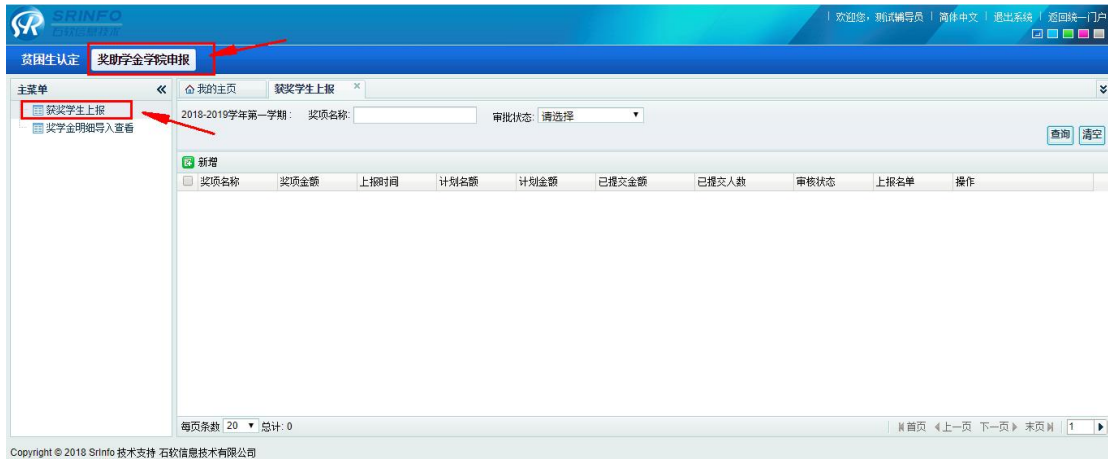 SRINFO
石软信息技术
欢迎您，测试辅导员 | 简体中文 | 退出系统 | 返回统一门户
贫困生认定 奖助学金学院申报
主菜单 « 我的主页 获奖学生上报 ×
获奖学生上报
奖学金明细导入查看
2018-2019学年第一学期： 奖项名称: 审批状态: 请选择
查询 清空
新增
奖项名称 奖项金额 上报时间 计划名额 计划金额 已提交金额 已提交人数 审核状态 上报名单 操作
每页条数 20 总计: 0 首页 上一页 下一页 末页 1
Copyright © 2018 SrInfo 技术支持 石软信息技术有限公司